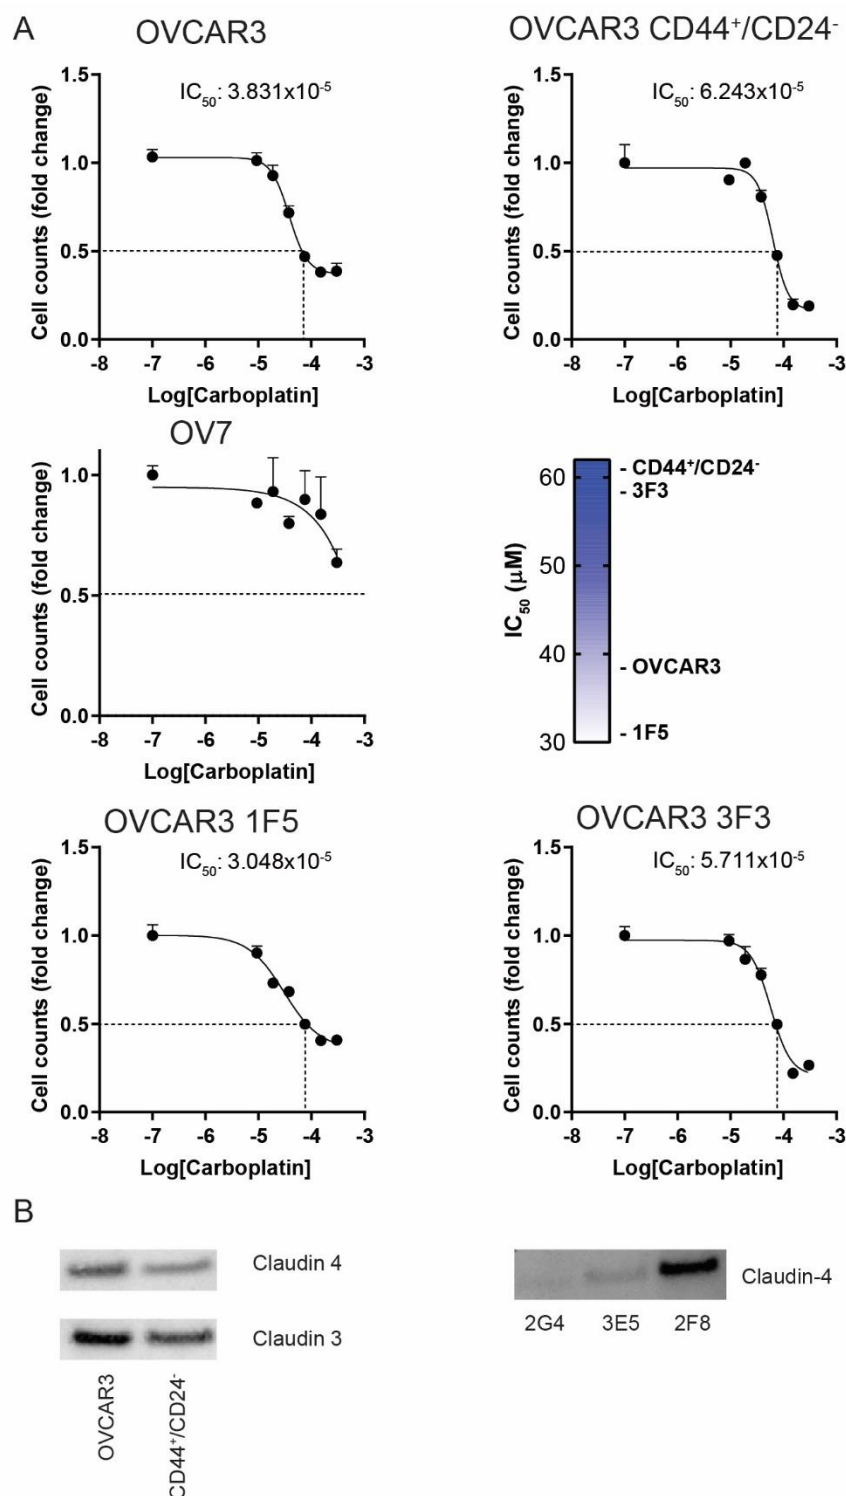 A
OVCAR3
IC50: 3.831x10-5
Cell counts (fold change)
1.5
1.0
0.5
0.0
-8 -7 -6 -5 -4 -3
Log[Carboplatin]
OVCAR3 CD44+/CD24-
IC50: 6.243x10-5
Cell counts (fold change)
1.5
1.0
0.5
0.0
-8 -7 -6 -5 -4 -3
Log[Carboplatin]
OV7
Cell counts (fold change)
1.0
0.5
0.0
-8 -7 -6 -5 -4 -3
Log[Carboplatin]
IC50 (µM)
60
50
40
30
- CD44+/CD24-
- 3F3
- OVCAR3
- 1F5
OVCAR3 1F5
IC50: 3.048x10-5
Cell counts (fold change)
1.5
1.0
0.5
0.0
-8 -7 -6 -5 -4 -3
Log[Carboplatin]
OVCAR3 3F3
IC50: 5.711x10-5
Cell counts (fold change)
1.5
1.0
0.5
0.0
-8 -7 -6 -5 -4 -3
Log[Carboplatin]
B
Claudin 4
Claudin 3
OVCAR3
CD44+/CD24-
Claudin-4
2G4 3E5 2F8